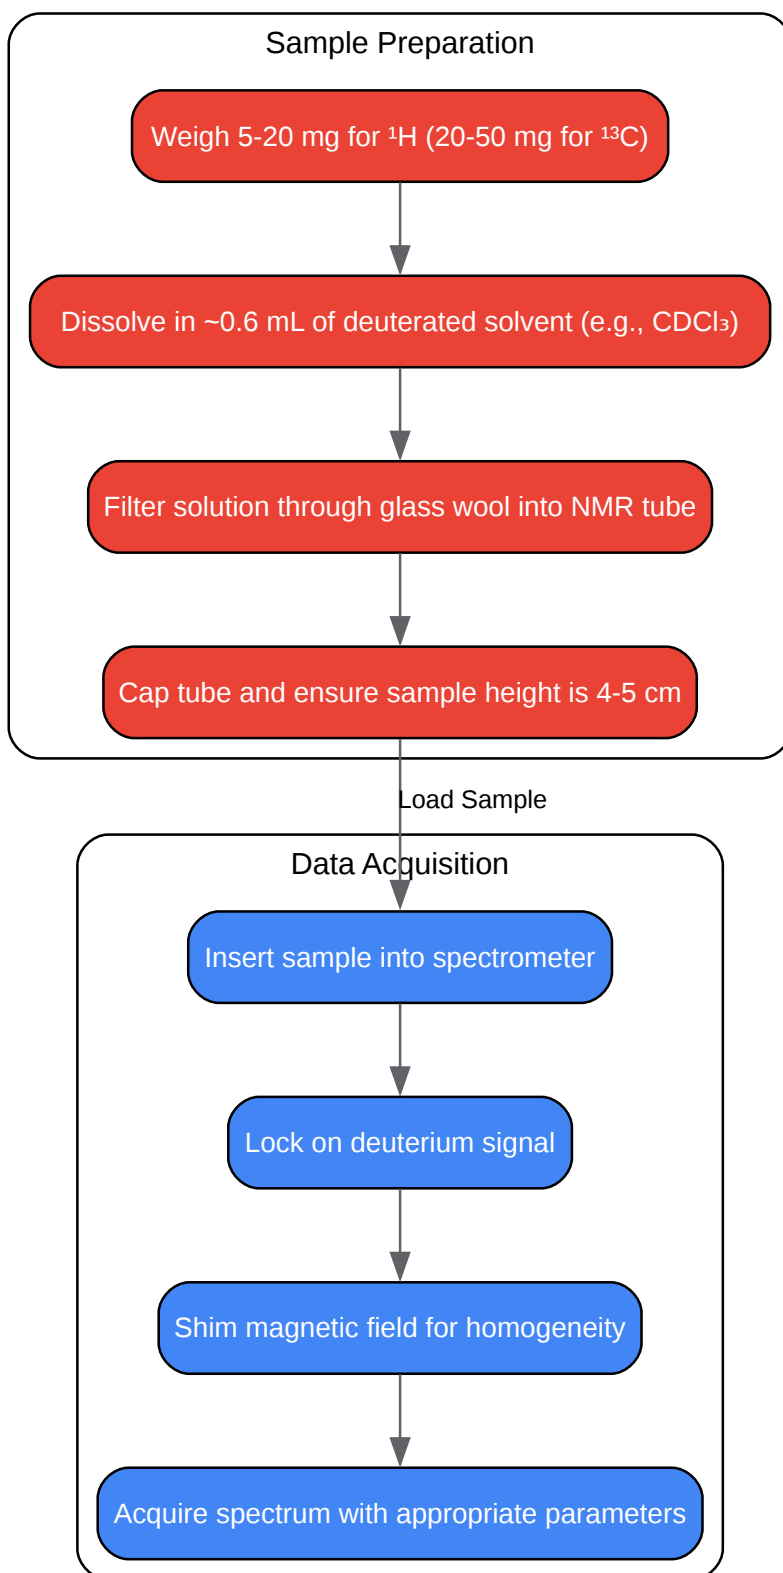 Sample Preparation
Weigh 5-20 mg for ¹H (20-50 mg for ¹³C)
Dissolve in ~0.6 mL of deuterated solvent (e.g., CDCl₃)
Filter solution through glass wool into NMR tube
Cap tube and ensure sample height is 4-5 cm
Load Sample
Data Acquisition
Insert sample into spectrometer
Lock on deuterium signal
Shim magnetic field for homogeneity
Acquire spectrum with appropriate parameters